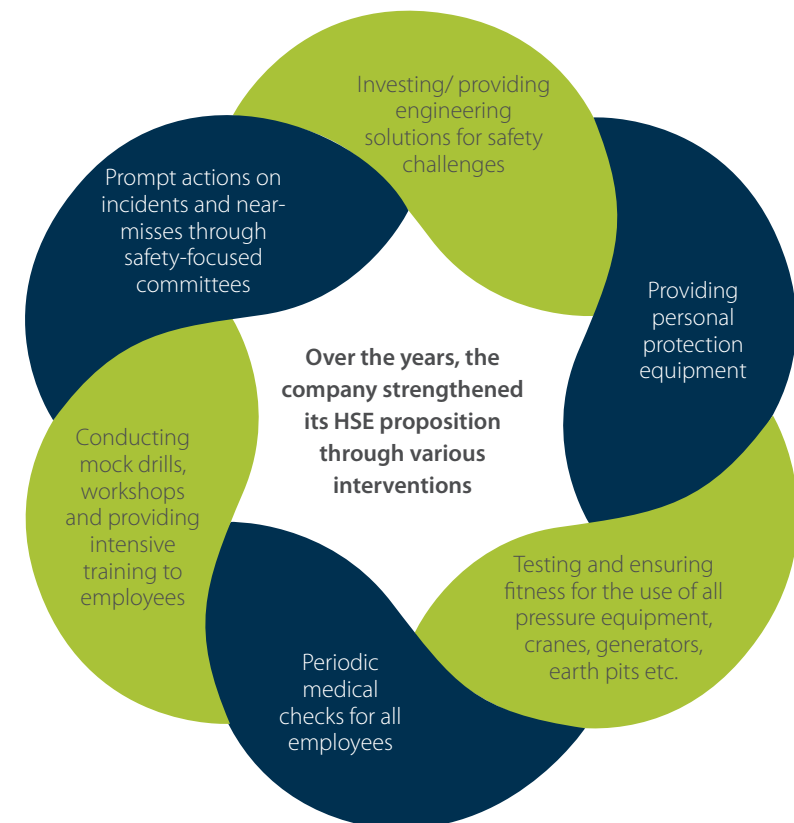 Investing/ providing
engineering
solutions for safety
challenges
Providing
personal
protection
equipment
Testing and ensuring
fitness for the use of all
pressure equipment,
cranes, generators,
earth pits etc.
Periodic
medical
checks for all
employees
Conducting
mock drills,
workshops
and providing
intensive
training to
employees
Prompt actions on
incidents and near-
misses through
safety-focused
committees
Over the years, the
company strengthened
its HSE proposition
through various
interventions